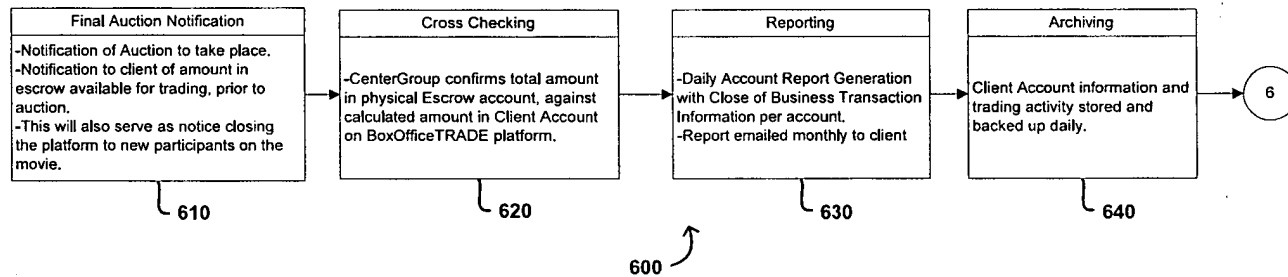 Final Auction Notification
-Notification of Auction to take place.
-Notification to client of amount in
escrow available for trading, prior to
auction.
-This will also serve as notice closing
the platform to new participants on the
movie.
610
Cross Checking
-CenterGroup confirms total amount
in physical Escrow account, against
calculated amount in Client Account
on BoxOfficeTRADE platform.
620
Reporting
-Daily Account Report Generation
with Close of Business Transaction
Information per account.
-Report emailed monthly to client
630
Archiving
Client Account information and
trading activity stored and
backed up daily.
640
6
600